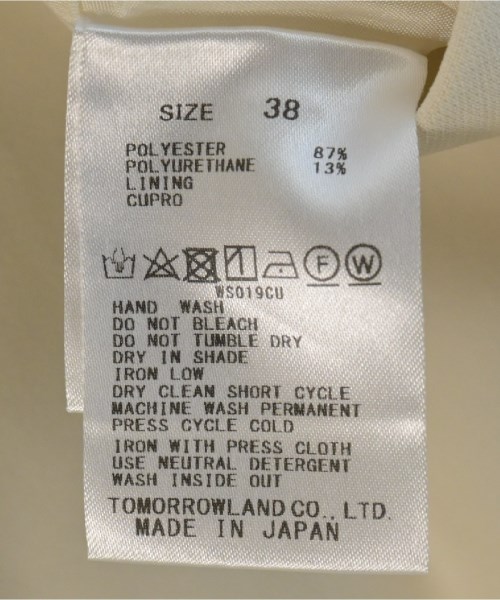 SIZE 38
POLYESTER 87%
POLYURETHANE 13%
LINING
CUPRO
F W
WS019CU
HAND WASH
DO NOT BLEACH
DO NOT TUMBLE DRY
DRY IN SHADE
IRON LOW
DRY CLEAN SHORT CYCLE
MACHINE WASH PERMANENT
PRESS CYCLE COLD
IRON WITH PRESS CLOTH
USE NEUTRAL DETERGENT
WASH INSIDE OUT
TOMORROWLAND CO., LTD.
MADE IN JAPAN